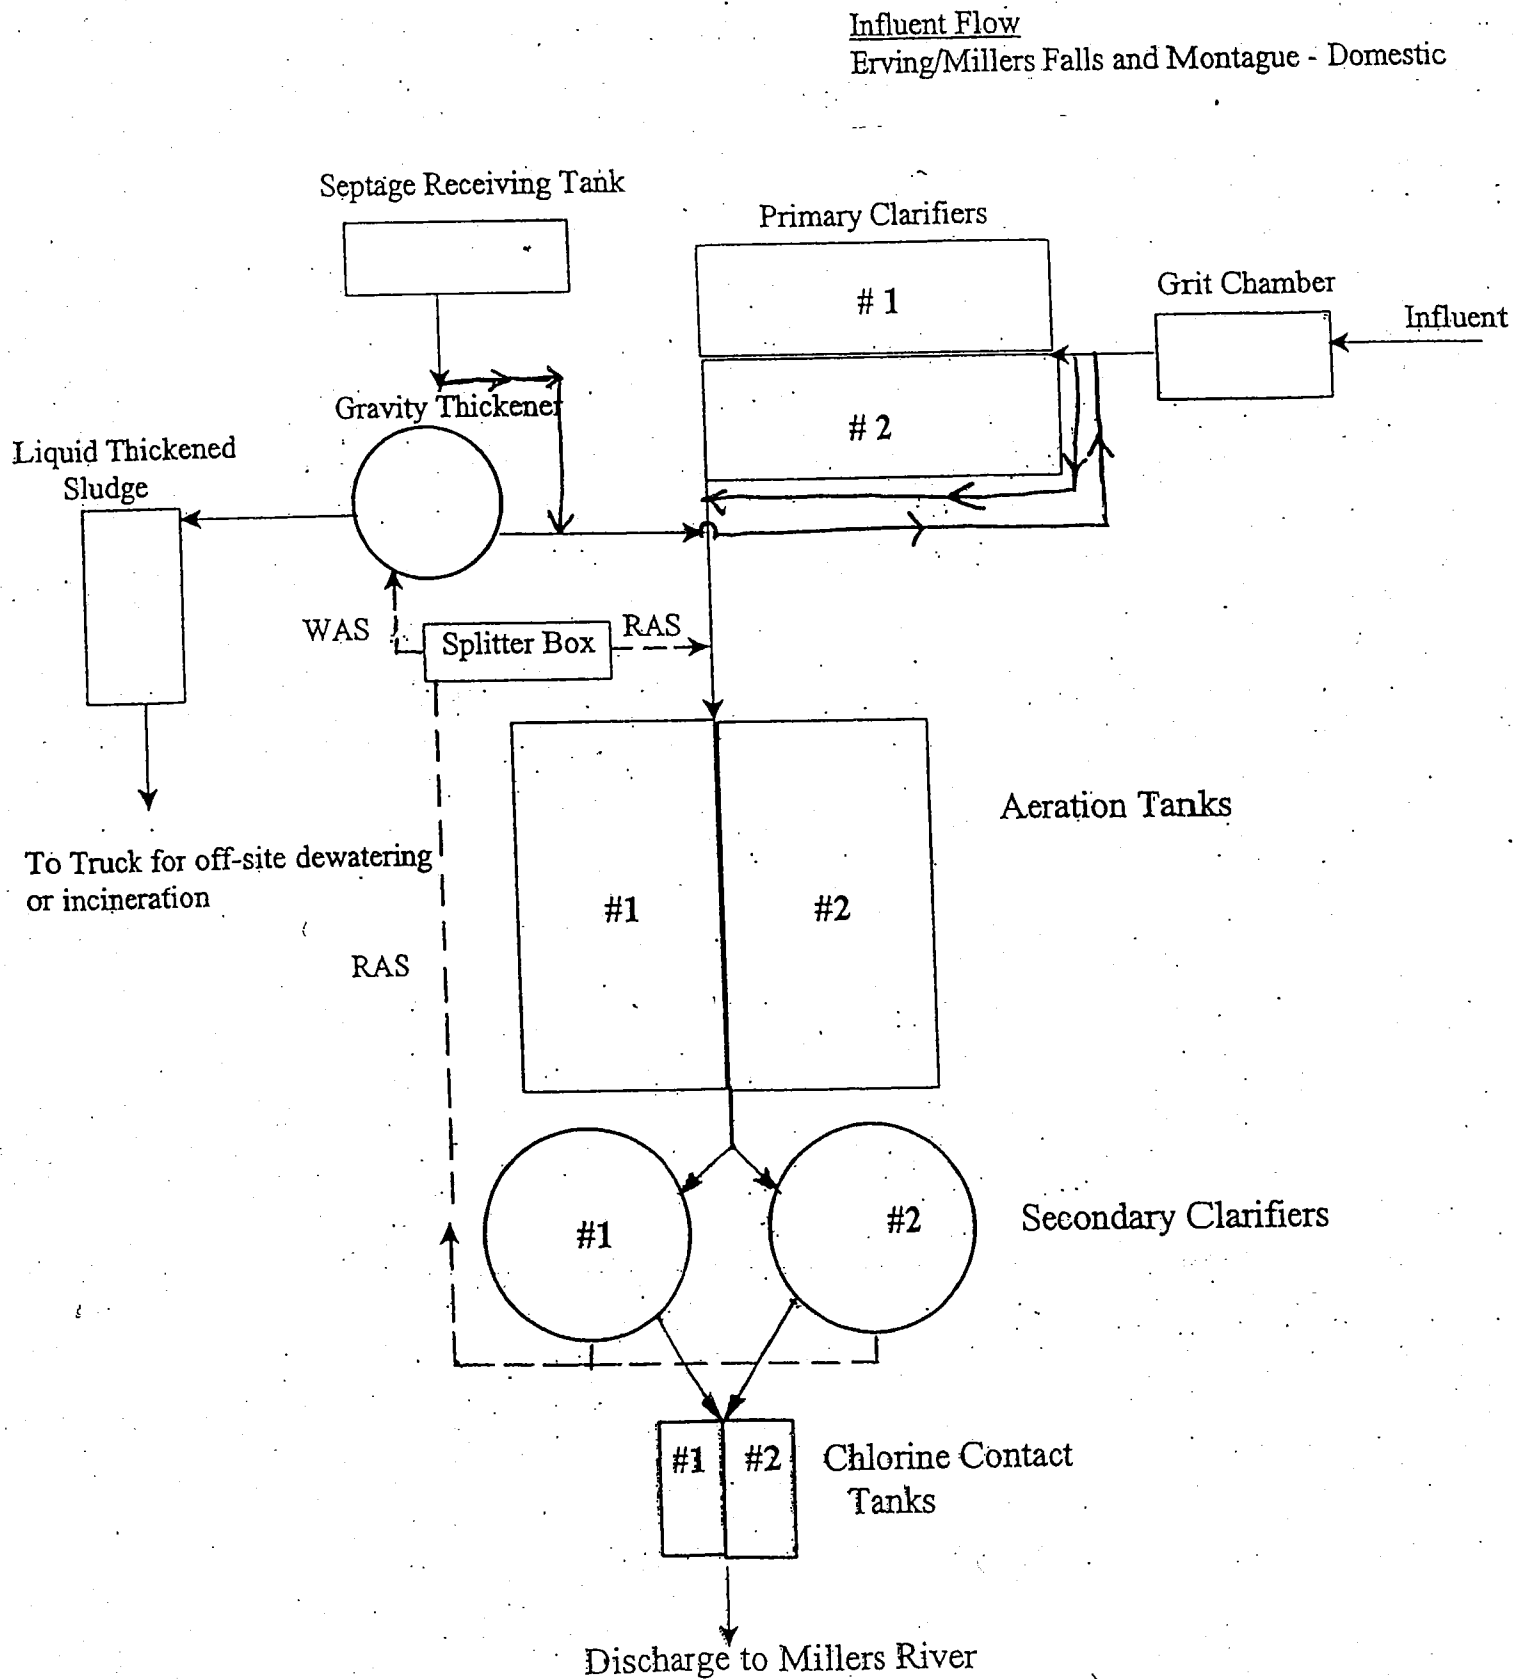 Influent Flow
Erving/Millers Falls and Montague - Domestic
Septage Receiving Tank
Primary Clarifiers
# 1
Grit Chamber
Influent
Gravity Thickener
# 2
Liquid Thickened
Sludge
WAS
Splitter Box
RAS
Aeration Tanks
To Truck for off-site dewatering
or incineration
#1
#2
RAS
#1
#2
Secondary Clarifiers
#1
#2
Chlorine Contact
Tanks
Discharge to Millers River